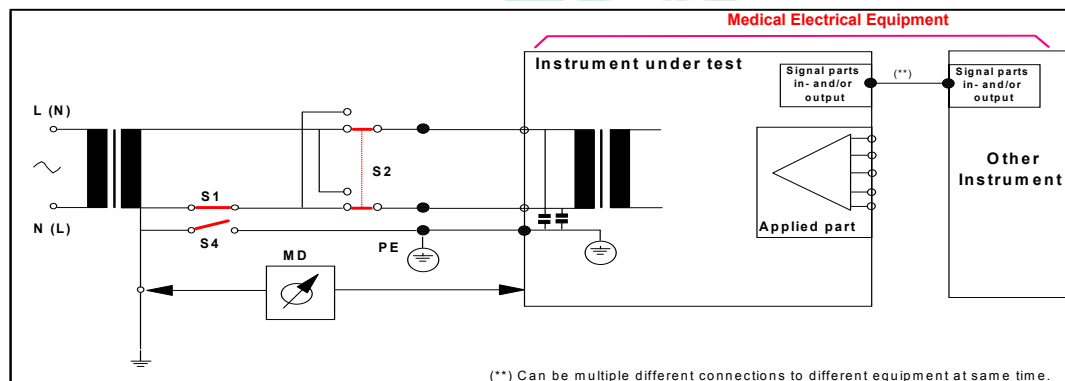 Medical Electrical Equipment
Instrument under test
Signal parts
in- and/or
output
(**)
Signal parts
in- and/or
output
L (N)
S2
Other
Instrument
S1
N (L)
S4
PE
Applied part
MD
(**) Can be multiple different connections to different equipment at same time.